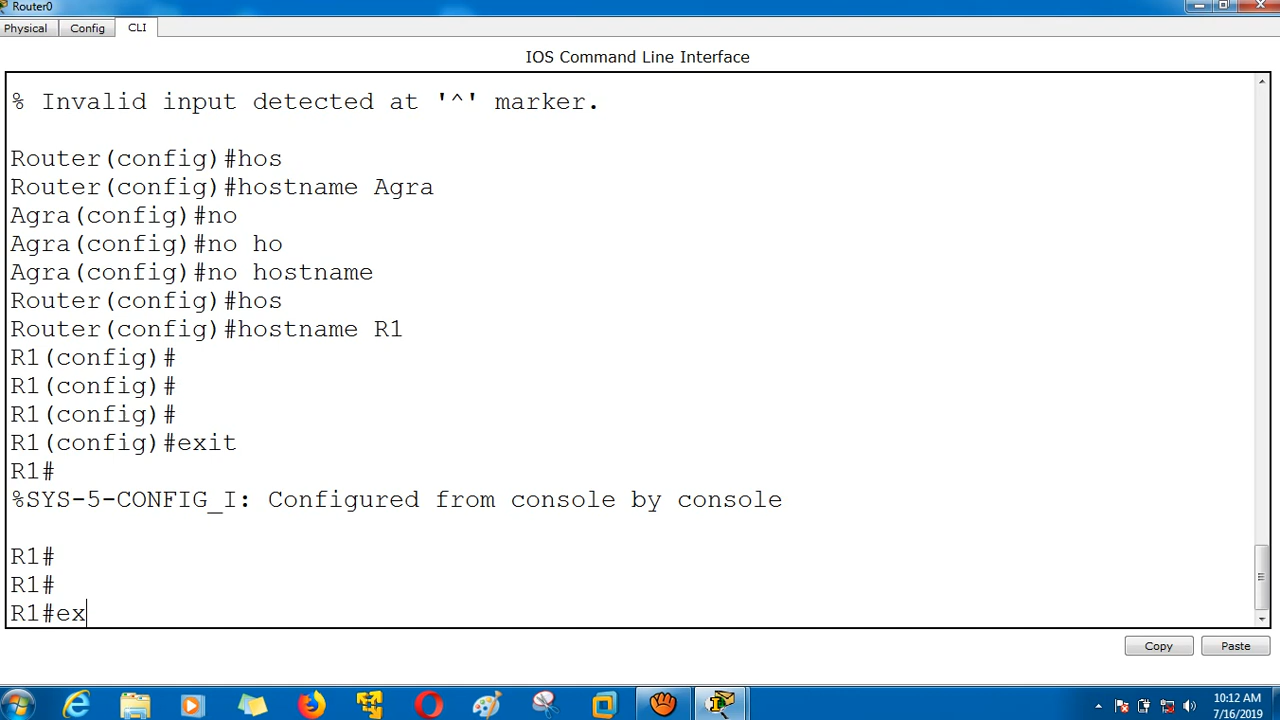 Router0
Physical Config CLI
IOS Command Line Interface
% Invalid input detected at '^' marker.
Router(config)#hos
Router(config)#hostname Agra
Agra(config)#no
Agra(config)#no ho
Agra(config)#no hostname
Router(config)#hos
Router(config)#hostname R1
R1(config)#
R1(config)#
R1(config)#
R1(config)#exit
R1#
%SYS-5-CONFIG_I: Configured from console by console
R1#
R1#
R1#ex
Copy Paste
10:12 AM
7/16/2019